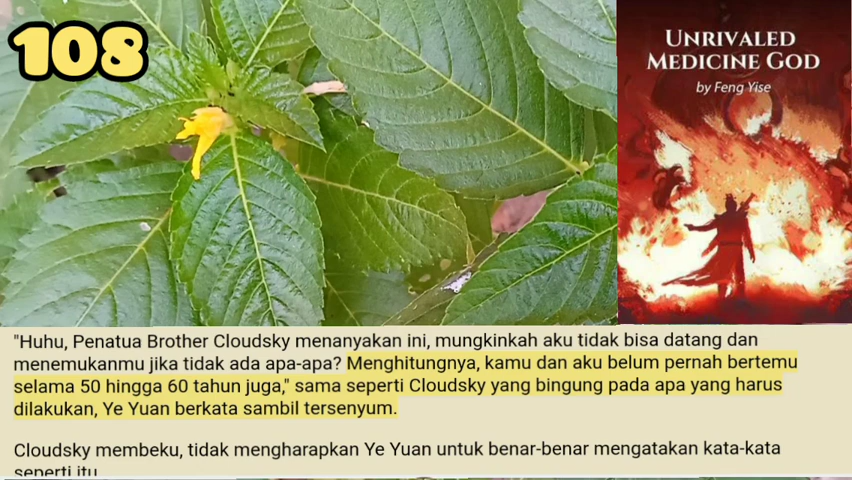 108
UNRIVALED
MEDICINE GOD
by Feng Yise
"Huhu, Penatua Brother Cloudsky menanyakan ini, mungkinkah aku tidak bisa datang dan
menemukanmu jika tidak ada apa-apa? Menghitungnya, kamu dan aku belum pernah bertemu
selama 50 hingga 60 tahun juga," sama seperti Cloudsky yang bingung pada apa yang harus
dilakukan, Ye Yuan berkata sambil tersenyum.
Cloudsky membeku, tidak mengharapkan Ye Yuan untuk benar-benar mengatakan kata-kata
seperti itu